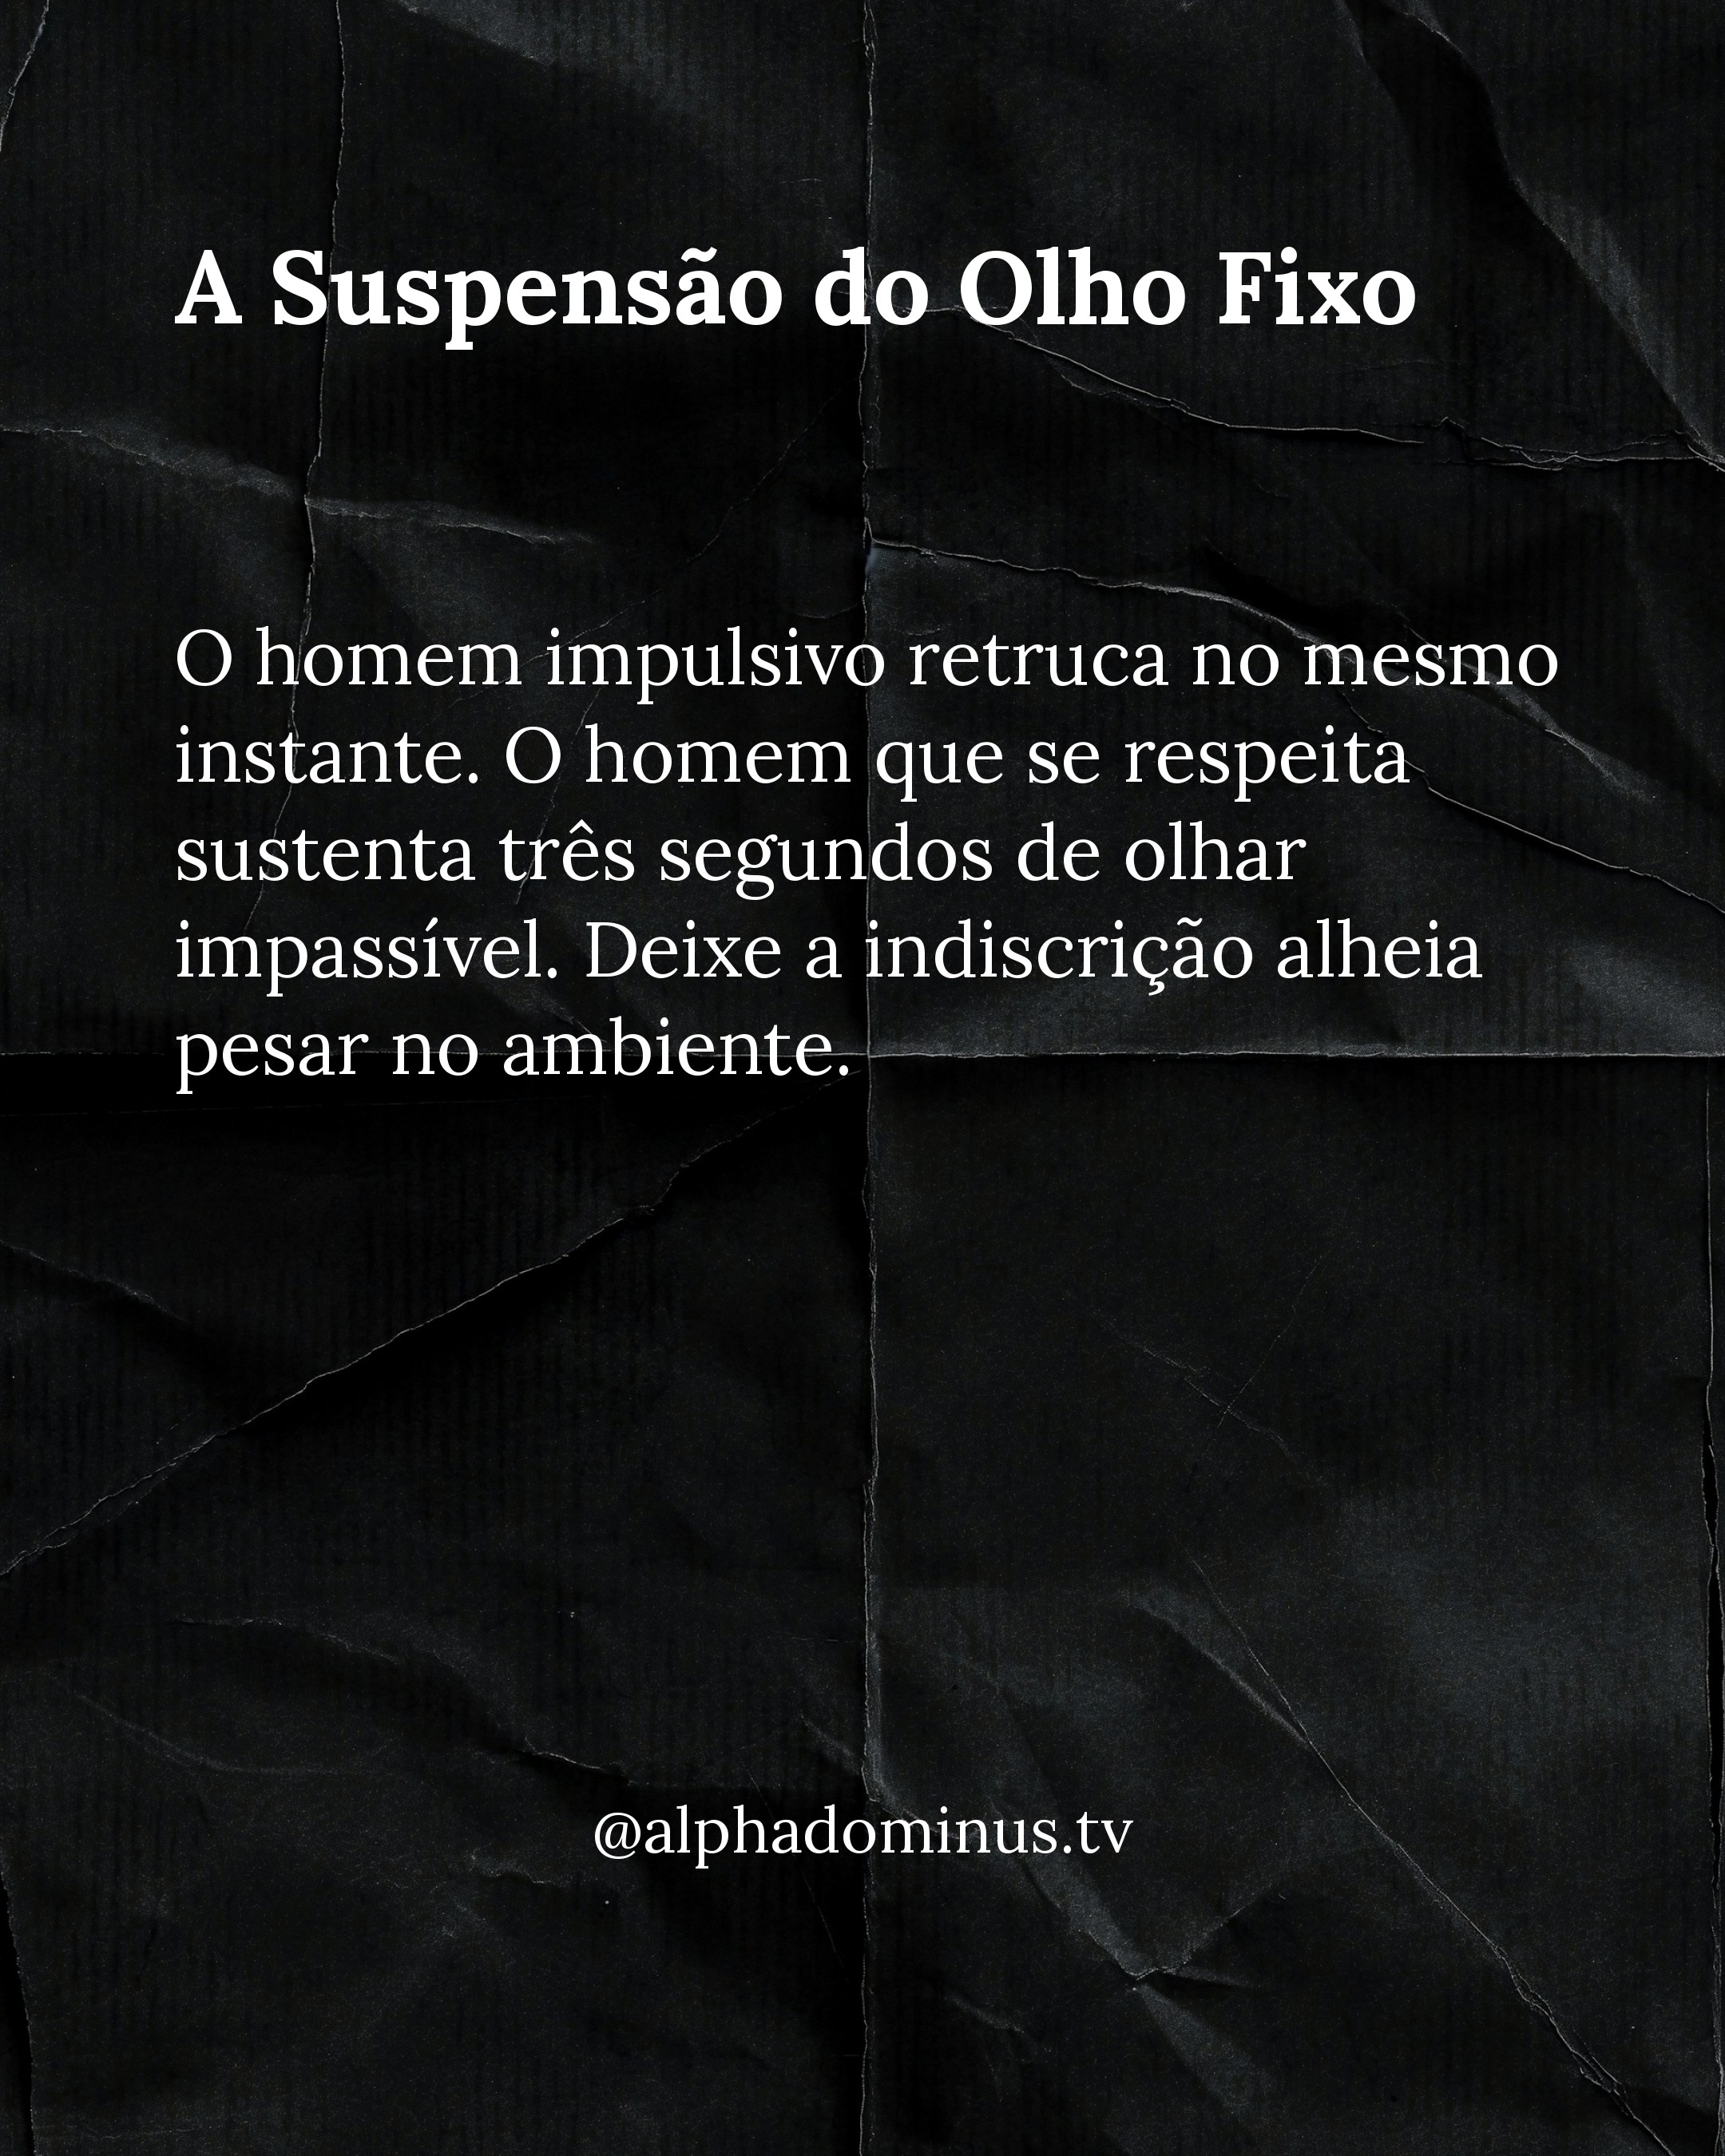 A Suspensão do Olho Fixo
O homem impulsivo retruca no mesmo
instante. O homem que se respeita
sustenta três segundos de olhar
impassível. Deixe a indiscrição alheia
pesar no ambiente.
@alphadominus.tv